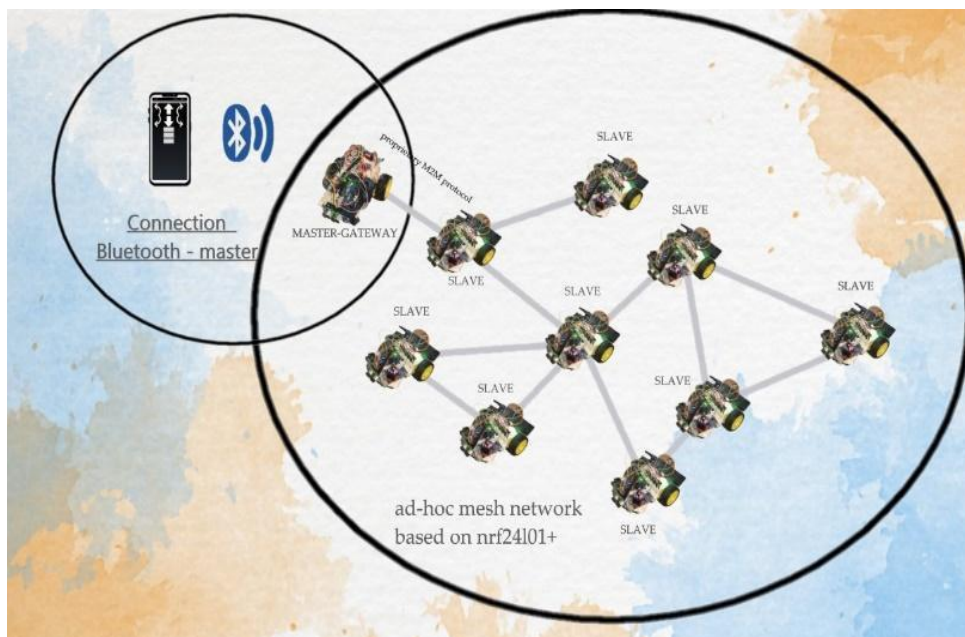 Connection
Bluetooth - master
MASTER-GATEWAY
proprietary M2M protocol
SLAVE
SLAVE
SLAVE
SLAVE
SLAVE
SLAVE
SLAVE
SLAVE
SLAVE
ad-hoc mesh network
based on nrf24l01+